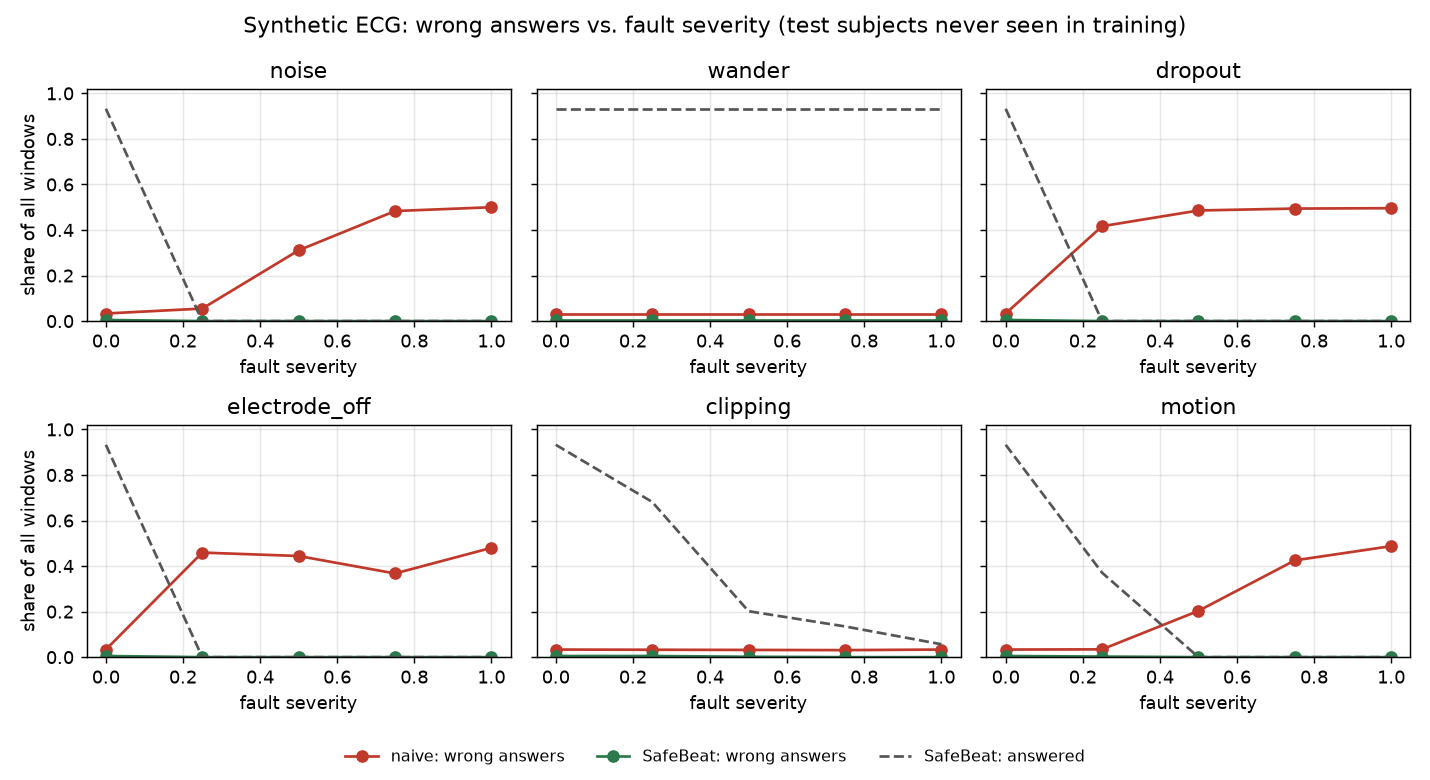 Synthetic ECG: wrong answers vs. fault severity (test subjects never seen in training)
noise
wander
dropout
share of all windows
1.0
0.8
0.6
0.4
0.2
0.0
0.0 0.2 0.4 0.6 0.8 1.0
0.0 0.2 0.4 0.6 0.8 1.0
0.0 0.2 0.4 0.6 0.8 1.0
fault severity
fault severity
fault severity
electrode_off
clipping
motion
share of all windows
1.0
0.8
0.6
0.4
0.2
0.0
0.0 0.2 0.4 0.6 0.8 1.0
0.0 0.2 0.4 0.6 0.8 1.0
0.0 0.2 0.4 0.6 0.8 1.0
fault severity
fault severity
fault severity
naive: wrong answers
SafeBeat: wrong answers
SafeBeat: answered